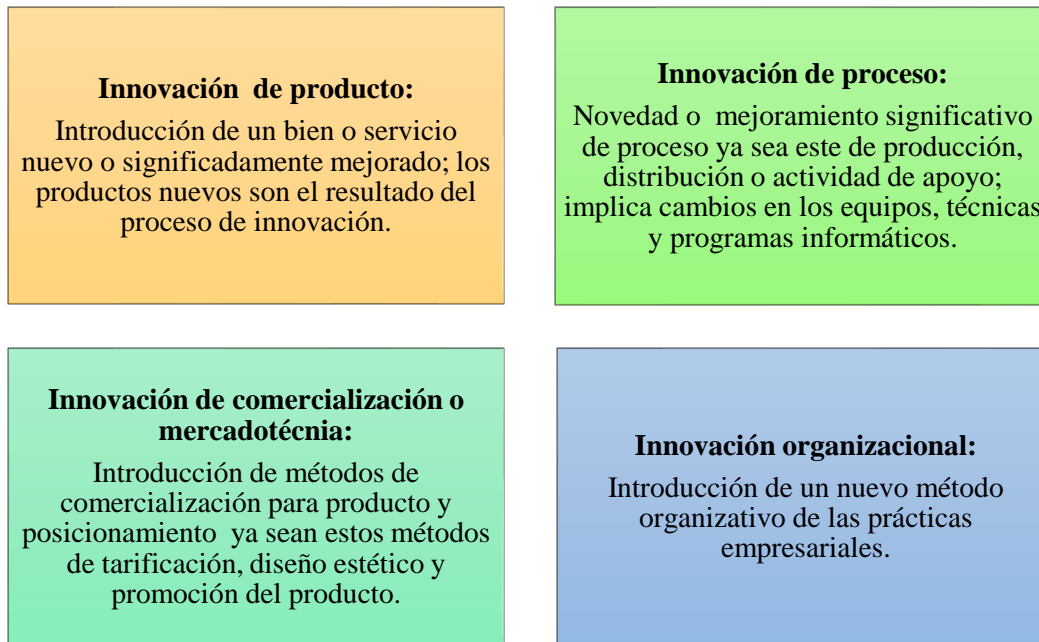 Innovación de producto:
Introducción de un bien o servicio
nuevo o significadamente mejorado; los
productos nuevos son el resultado del
proceso de innovación.
Innovación de proceso:
Novedad o mejoramiento significativo
de proceso ya sea este de producción,
distribución o actividad de apoyo;
implica cambios en los equipos, técnicas
y programas informáticos.
Innovación de comercialización o
mercadotécnia:
Introducción de métodos de
comercialización para producto y
posicionamiento ya sean estos métodos
de tarificación, diseño estético y
promoción del producto.
Innovación organizacional:
Introducción de un nuevo método
organizativo de las prácticas
empresariales.